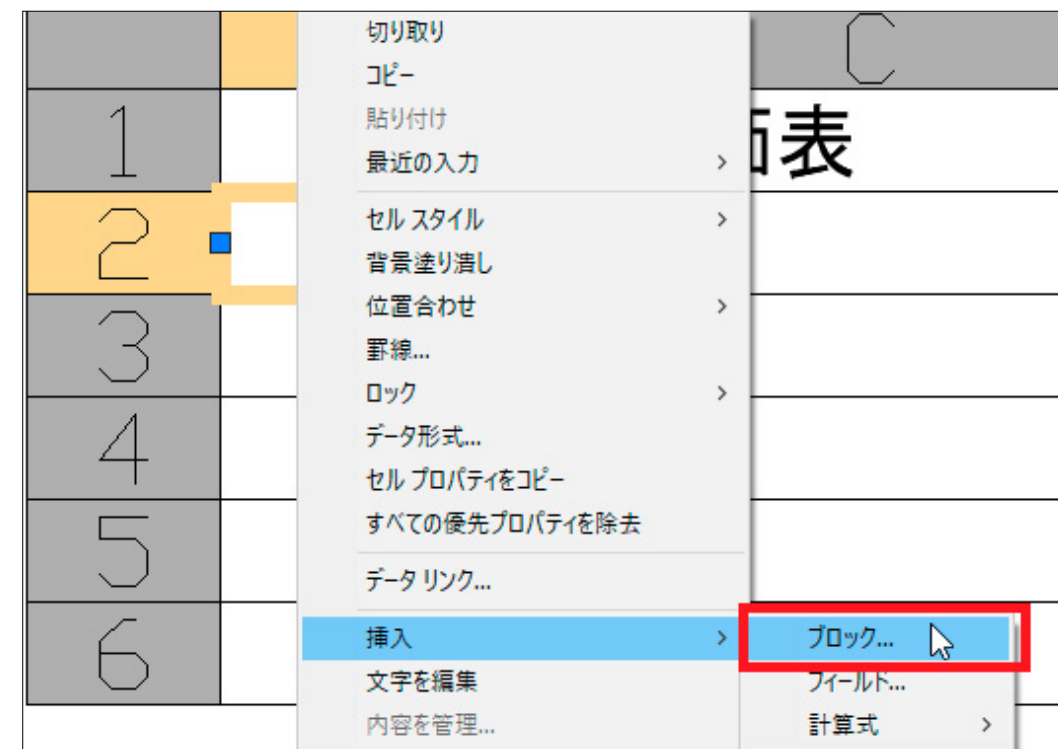 C
1
表
2
3
4
5
6
切り取り
コピー
貼り付け
最近の入力
セル スタイル
背景塗り潰し
位置合わせ
罫線...
ロック
データ形式...
セル プロパティをコピー
すべての優先プロパティを除去
データ リンク...
挿入
文字を編集
内容を管理...
ブロック...
フィールド...
計算式